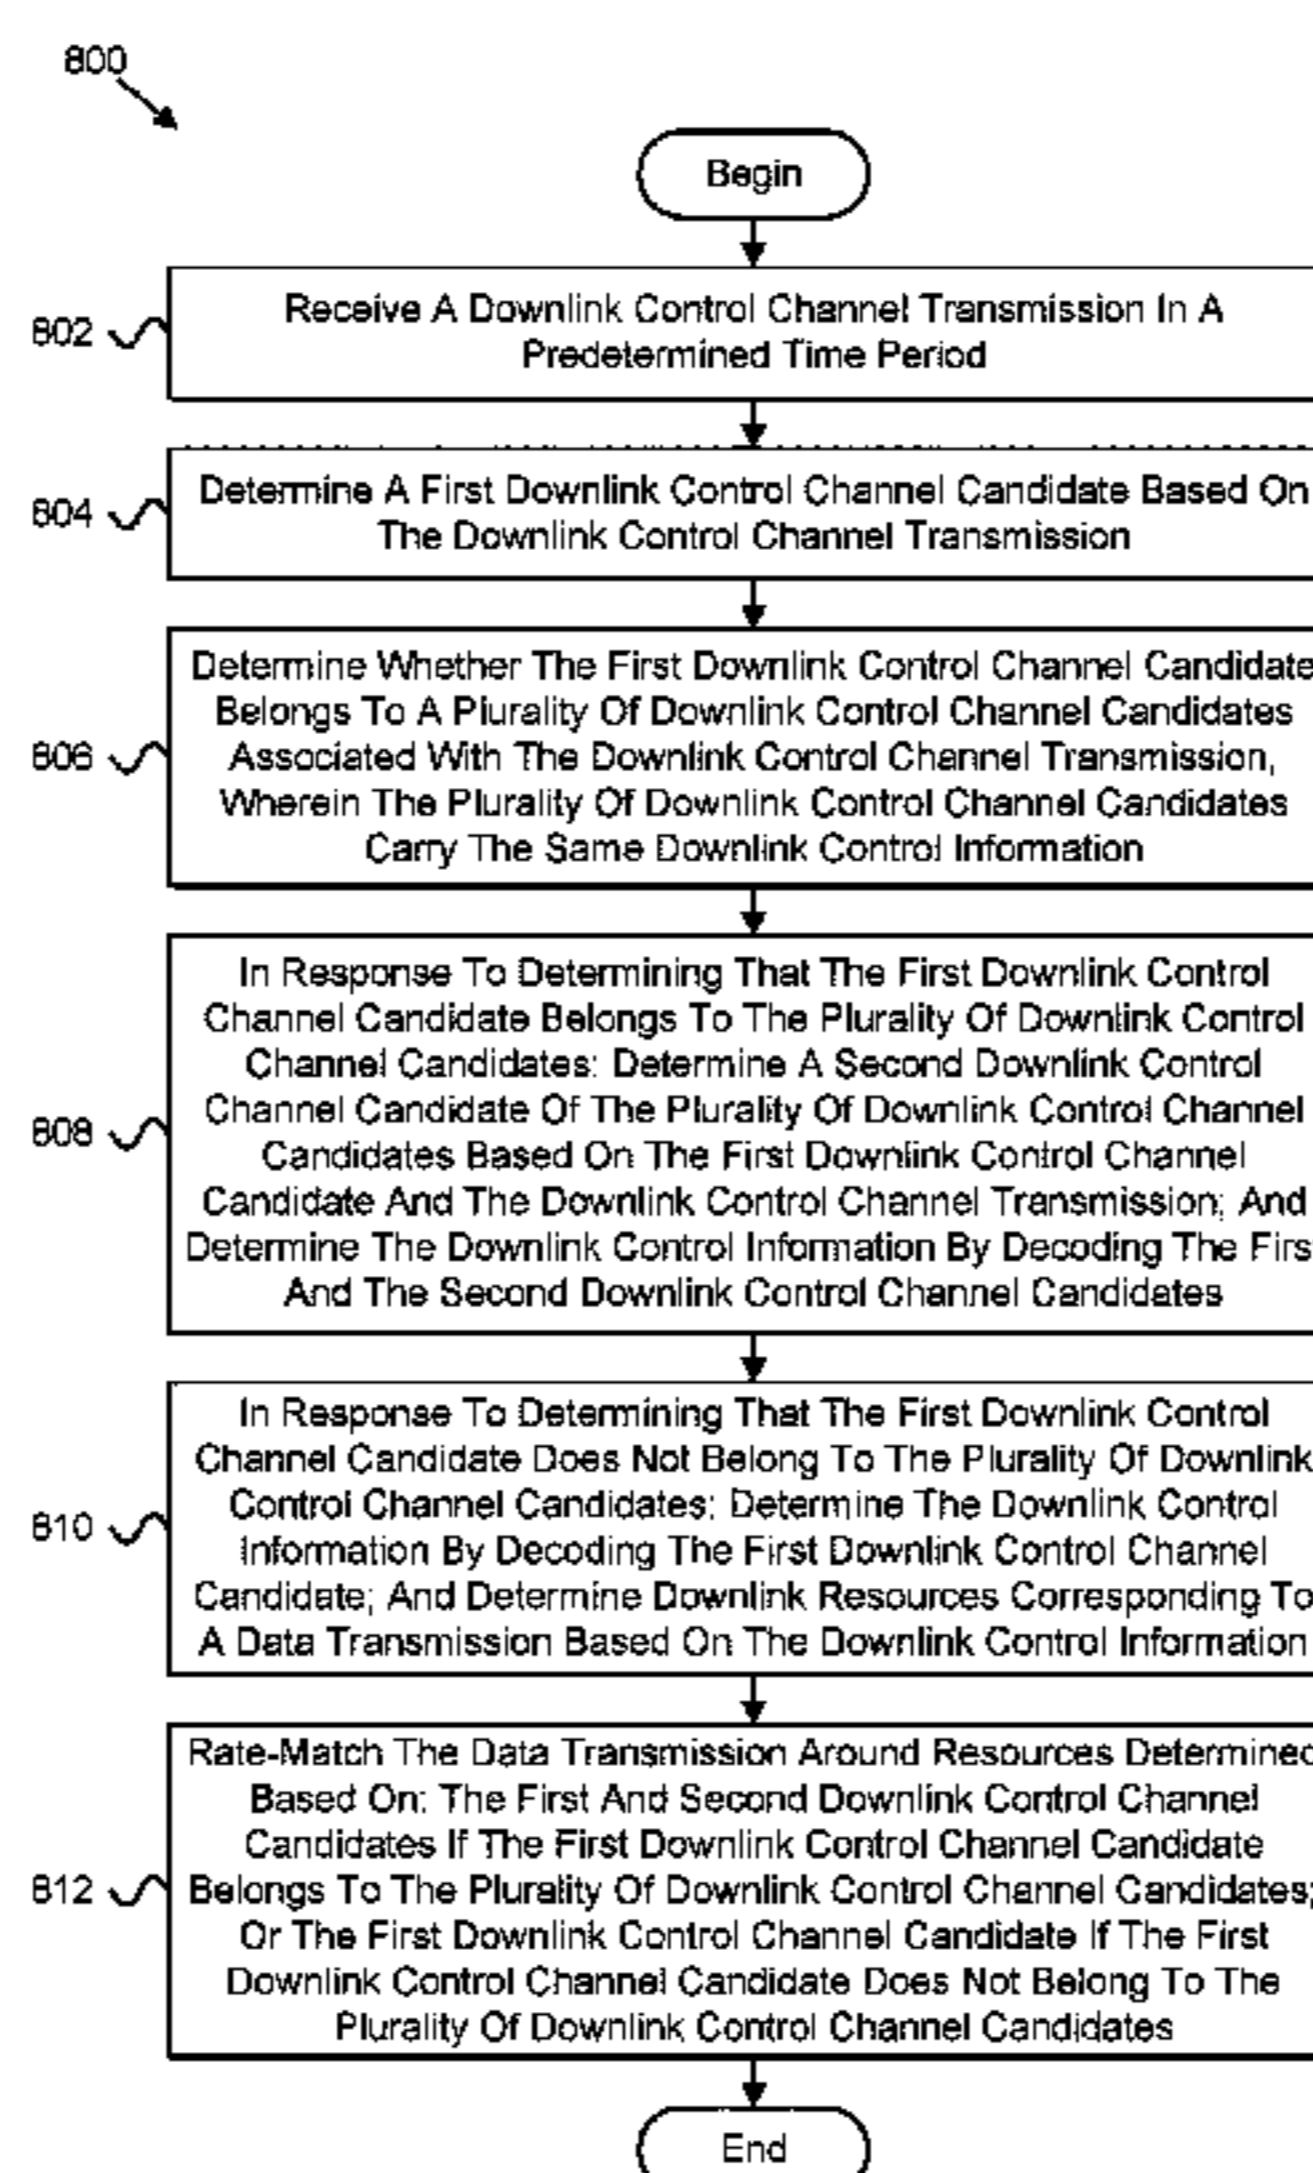 800
Begin
802
Receive A Downlink Control Channel Transmission In A
Predetermined Time Period
804
Determine A First Downlink Control Channel Candidate Based On
The Downlink Control Channel Transmission
806
Determine Whether The First Downlink Control Channel Candidate
Belongs To A Plurality Of Downlink Control Channel Candidates
Associated With The Downlink Control Channel Transmission,
Wherein The Plurality Of Downlink Control Channel Candidates
Carry The Same Downlink Control Information
808
In Response To Determining That The First Downlink Control
Channel Candidate Belongs To The Plurality Of Downlink Control
Channel Candidates: Determine A Second Downlink Control
Channel Candidate Of The Plurality Of Downlink Control Channel
Candidates Based On The First Downlink Control Channel
Candidate And The Downlink Control Channel Transmission; And
Determine The Downlink Control Information By Decoding The Firs
And The Second Downlink Control Channel Candidates
810
In Response To Determining That The First Downlink Control
Channel Candidate Does Not Belong To The Plurality Of Downlink
Control Channel Candidates: Determine The Downlink Control
Information By Decoding The First Downlink Control Channel
Candidate; And Determine Downlink Resources Corresponding To
A Data Transmission Based On The Downlink Control Information
812
Rate-Match The Data Transmission Around Resources Determined
Based On: The First And Second Downlink Control Channel
Candidates If The First Downlink Control Channel Candidate
Belongs To The Plurality Of Downlink Control Channel Candidates;
Or The First Downlink Control Channel Candidate If The First
Downlink Control Channel Candidate Does Not Belong To The
Plurality Of Downlink Control Channel Candidates
End